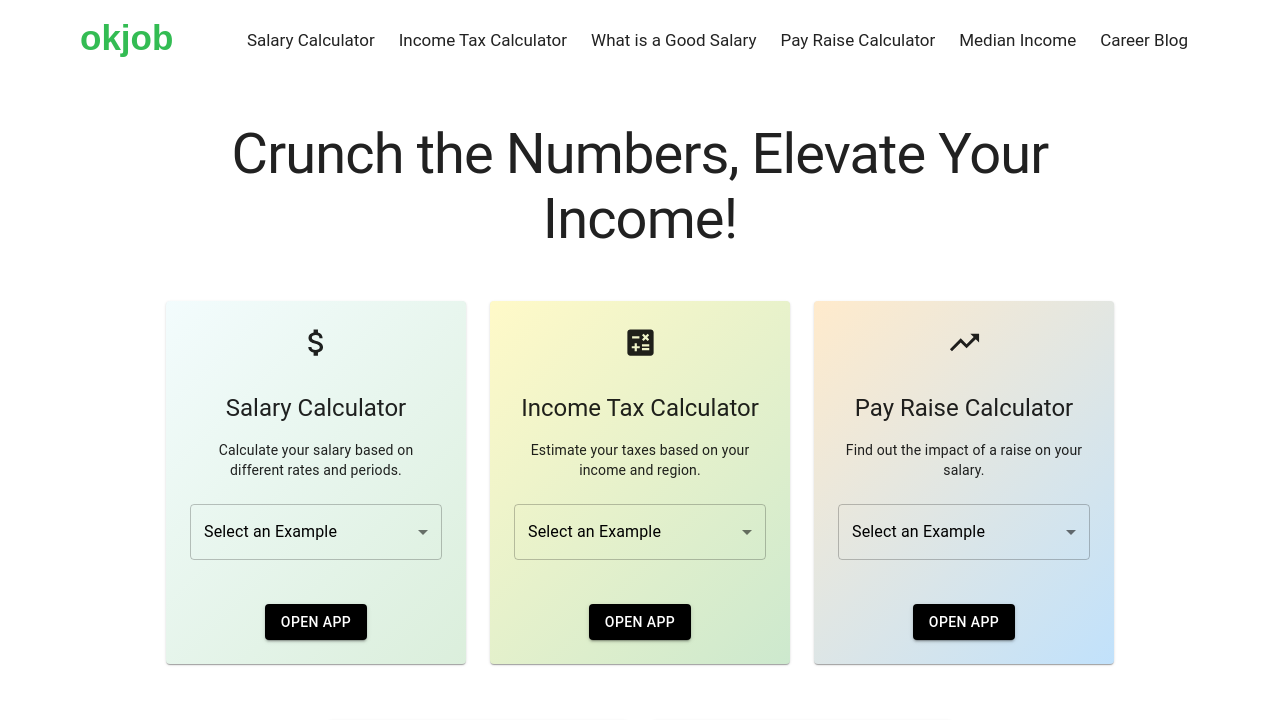 okjob
Salary Calculator
Income Tax Calculator
What is a Good Salary
Pay Raise Calculator
Median Income
Career Blog
Crunch the Numbers, Elevate Your
Income!
Salary Calculator
Calculate your salary based on
different rates and periods.
Select an Example
OPEN APP
Income Tax Calculator
Estimate your taxes based on your
income and region.
Select an Example
OPEN APP
Pay Raise Calculator
Find out the impact of a raise on your
salary.
Select an Example
OPEN APP